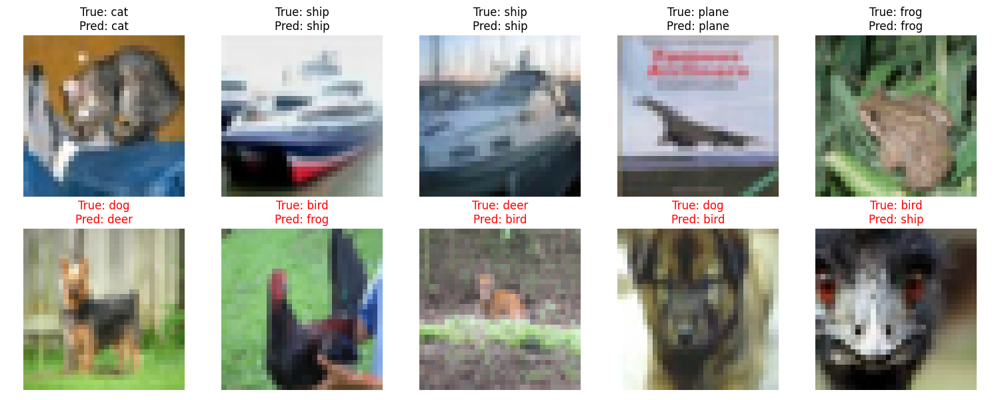 True: cat
Pred: cat
True: ship
Pred: ship
True: ship
Pred: ship
True: plane
Pred: plane
True: frog
Pred: frog
True: dog
Pred: deer
True: bird
Pred: frog
True: deer
Pred: bird
True: dog
Pred: bird
True: bird
Pred: ship